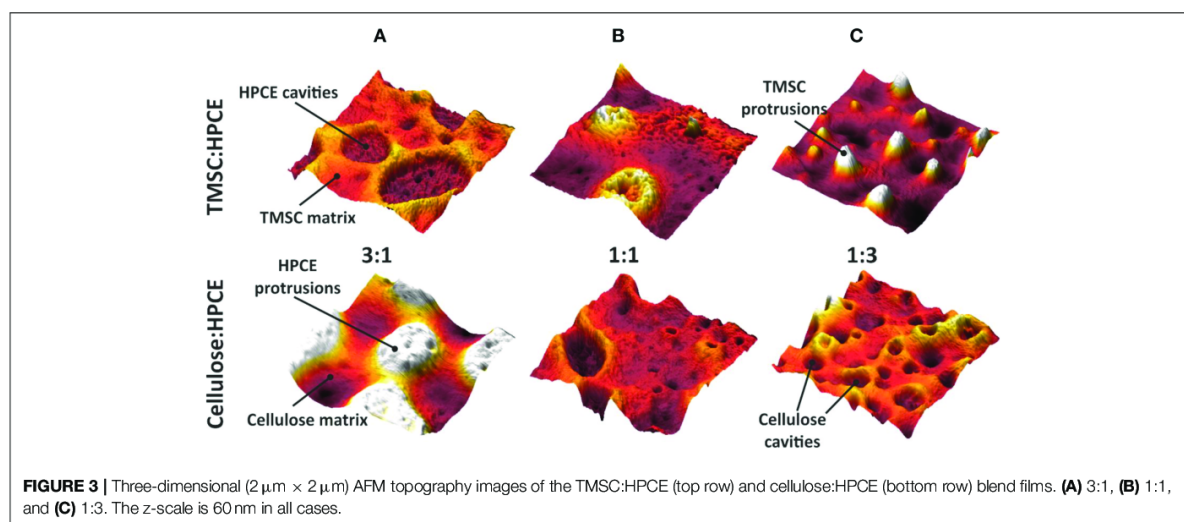 A
B
C
TMSC:HPCE
HPCE cavities
TMSC matrix
TMSC
protrusions
3:1
1:1
1:3
Cellulose:HPCE
HPCE
protrusions
Cellulose matrix
Cellulose
cavities
FIGURE 3 | Three-dimensional (2 μm × 2 μm) AFM topography images of the TMSC:HPCE (top row) and cellulose:HPCE (bottom row) blend films. (A) 3:1, (B) 1:1,
and (C) 1:3. The z-scale is 60 nm in all cases.